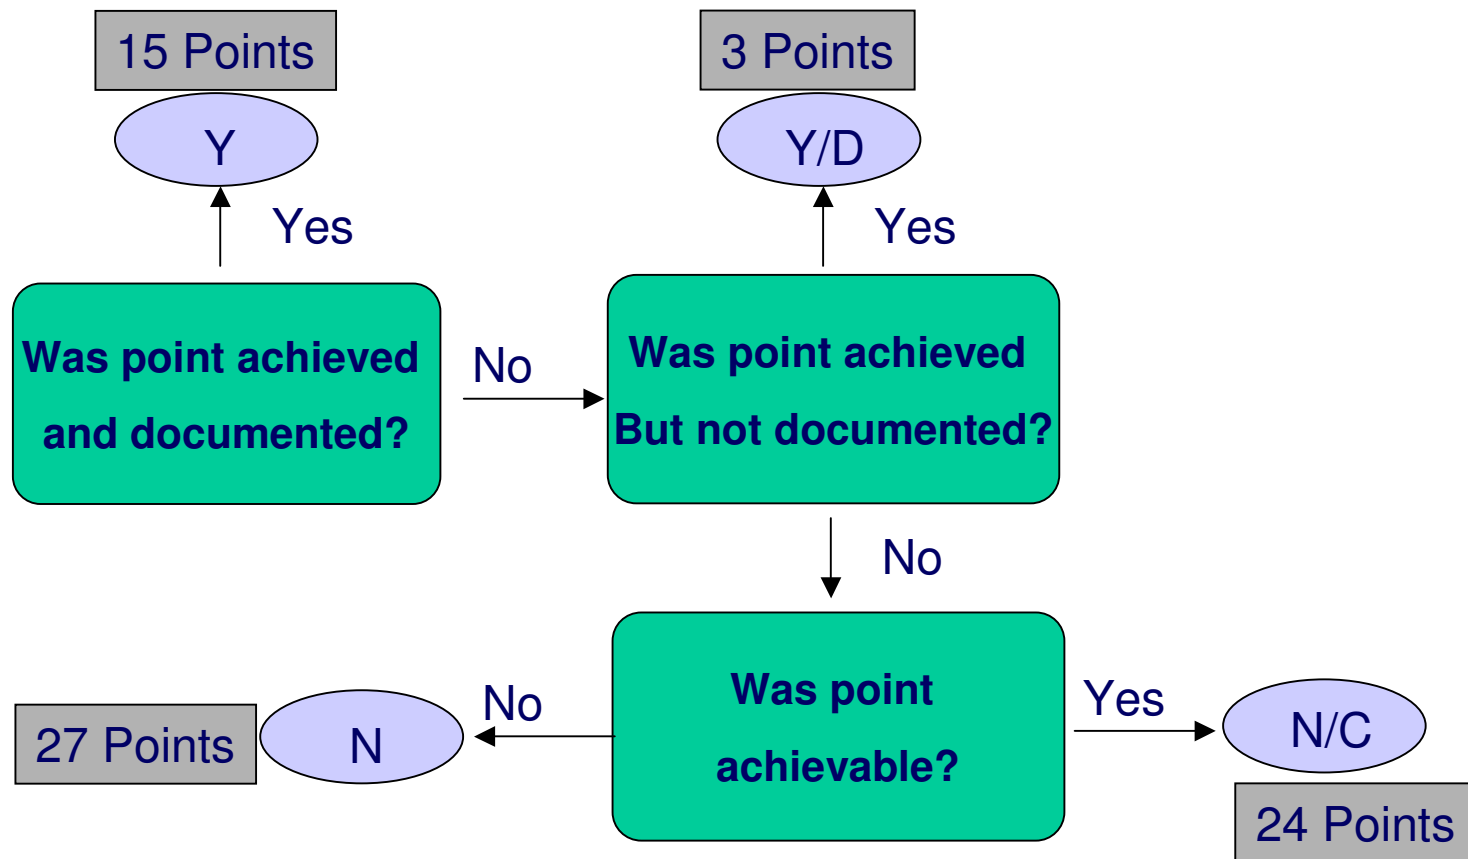 15 Points
3 Points
Y
Y/D
Yes
Yes
Was point achieved
and documented?
No
Was point achieved
But not documented?
No
Was point
achievable?
No
Yes
27 Points
N
N/C
24 Points